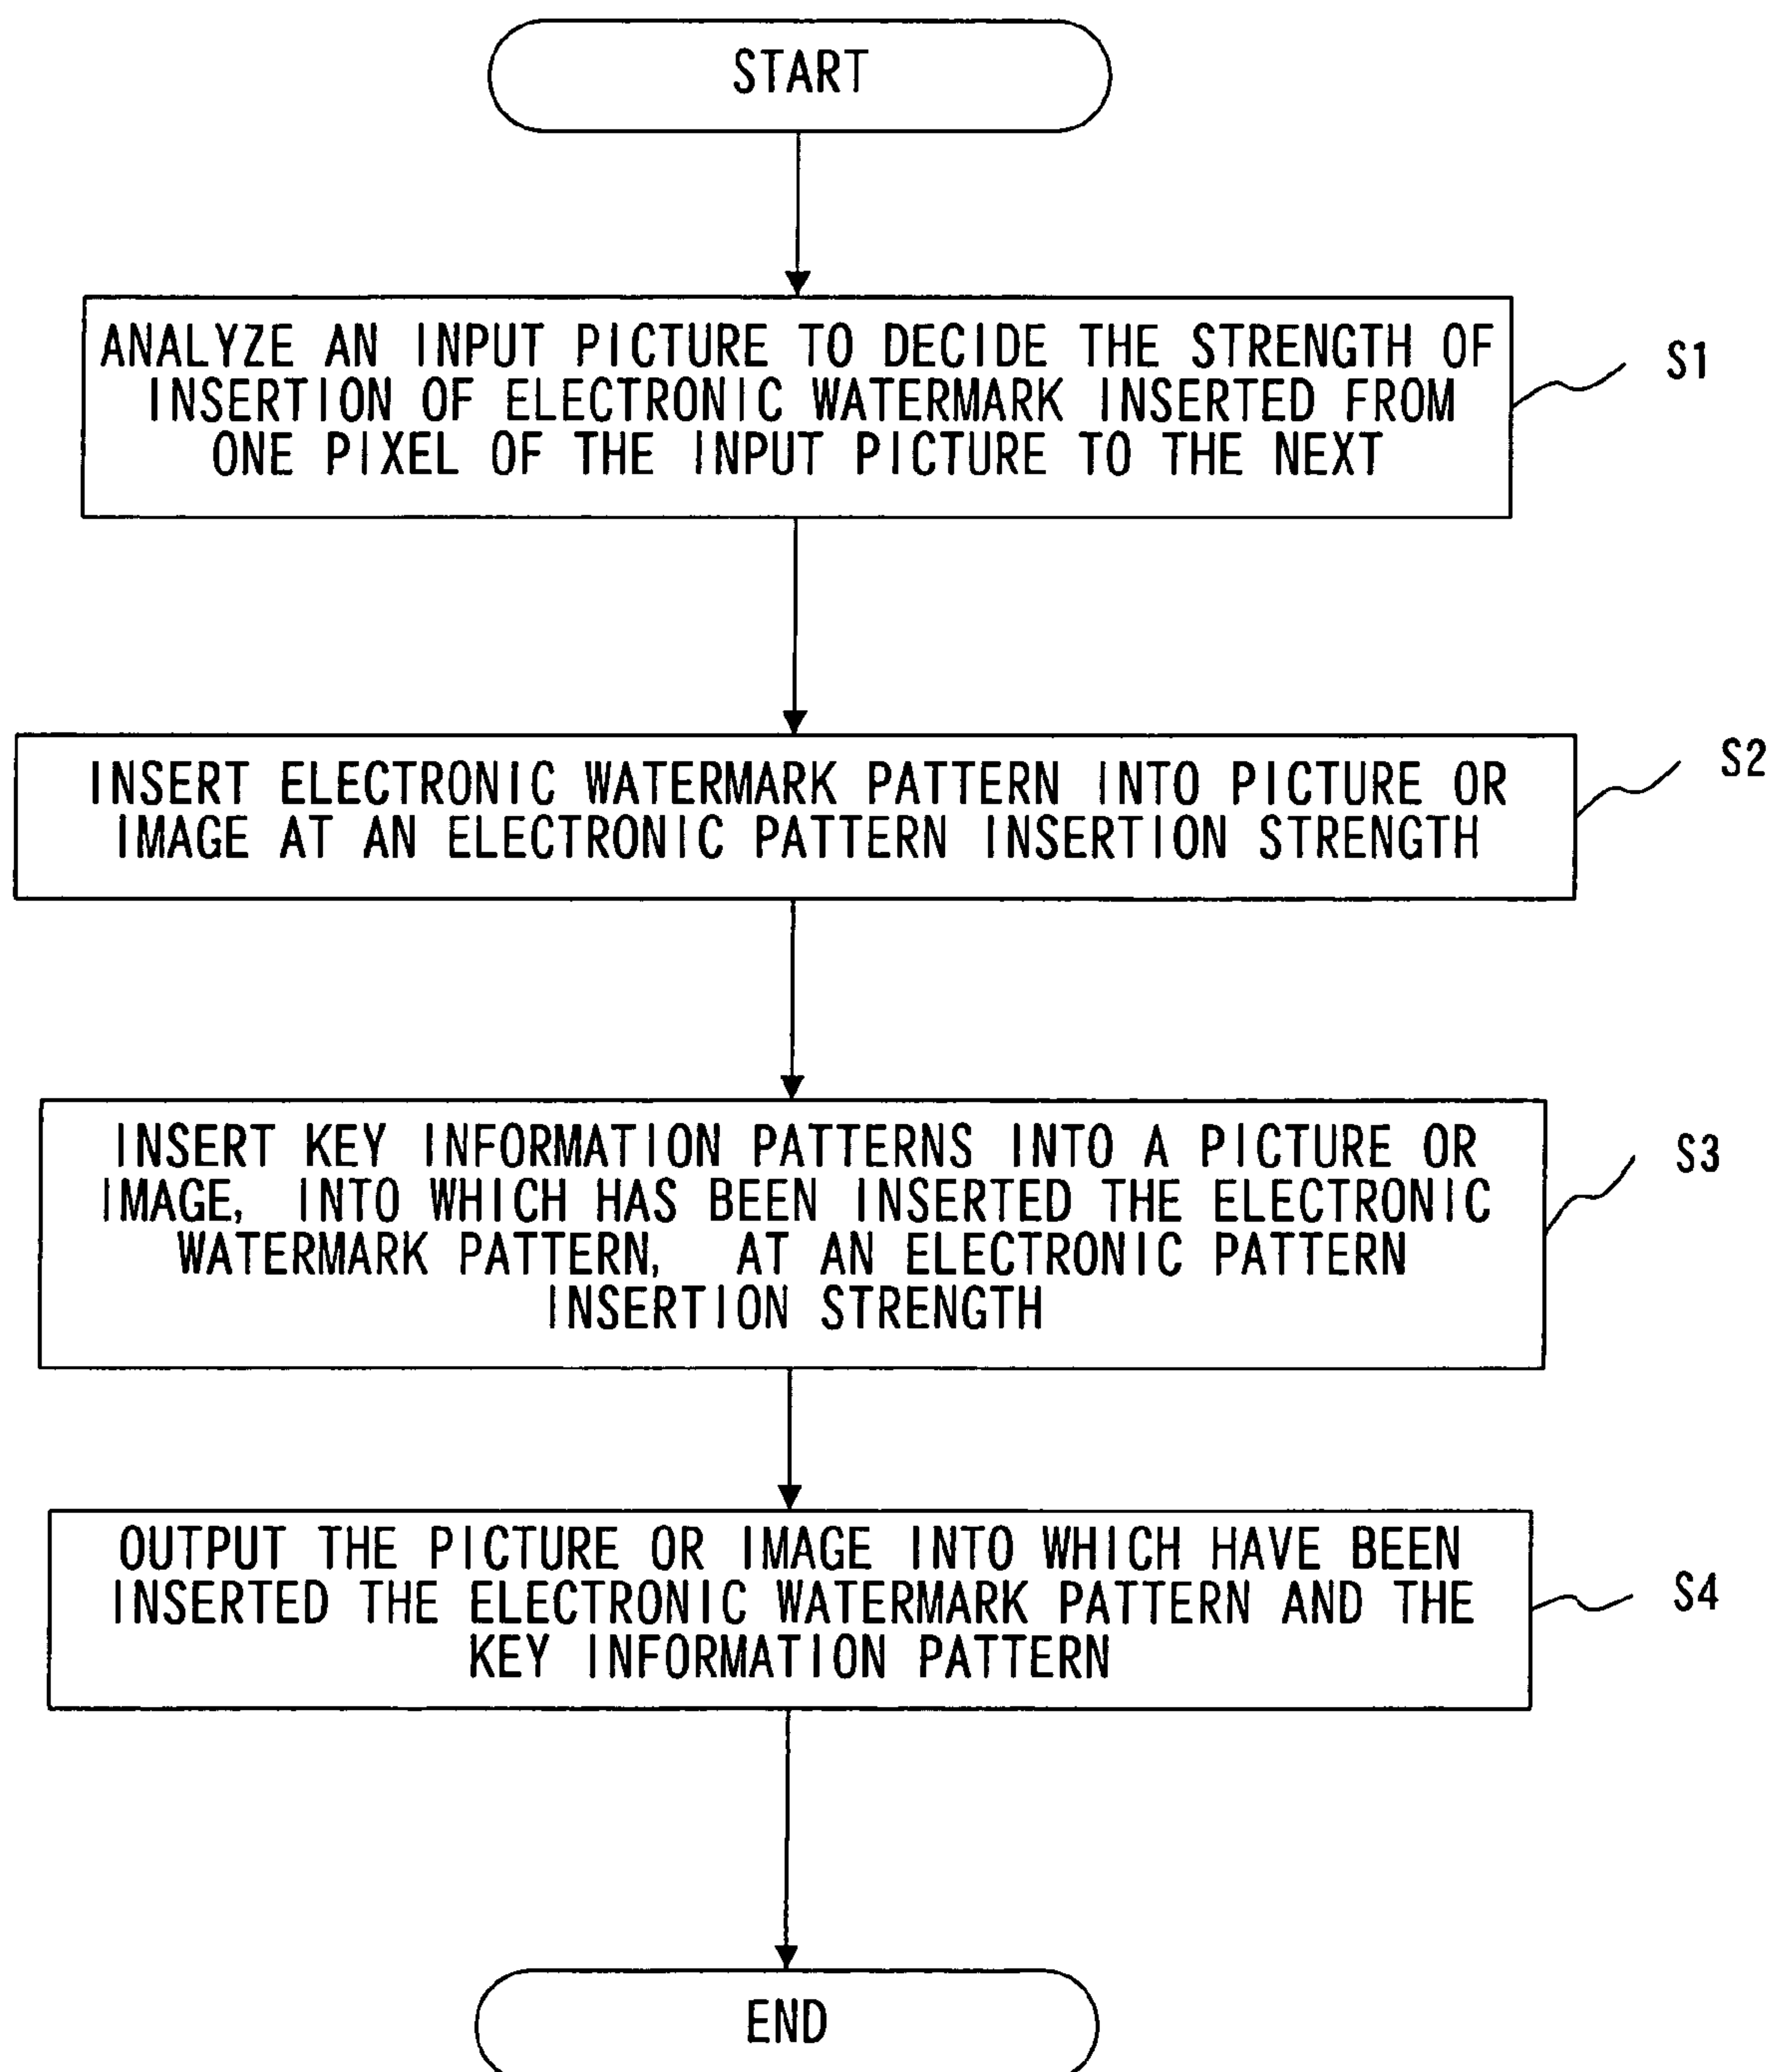 START
ANALYZE AN INPUT PICTURE TO DECIDE THE STRENGTH OF
INSERTION OF ELECTRONIC WATERMARK INSERTED FROM
ONE PIXEL OF THE INPUT PICTURE TO THE NEXT
S1
INSERT ELECTRONIC WATERMARK PATTERN INTO PICTURE OR
IMAGE AT AN ELECTRONIC PATTERN INSERTION STRENGTH
S2
INSERT KEY INFORMATION PATTERNS INTO A PICTURE OR
IMAGE, INTO WHICH HAS BEEN INSERTED THE ELECTRONIC
WATERMARK PATTERN, AT AN ELECTRONIC PATTERN
INSERTION STRENGTH
S3
OUTPUT THE PICTURE OR IMAGE INTO WHICH HAVE BEEN
INSERTED THE ELECTRONIC WATERMARK PATTERN AND THE
KEY INFORMATION PATTERN
S4
END